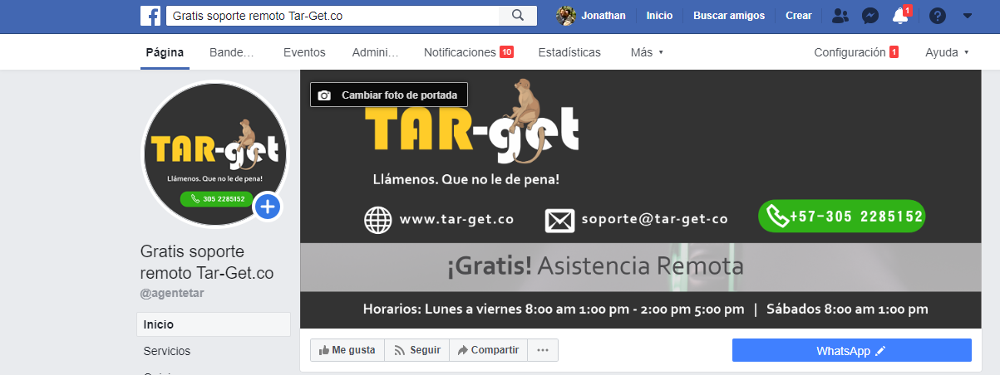 Gratis soporte remoto Tar-Get.co
Jonathan
Inicio
Buscar amigos
Crear
1
Página
Bande…
Eventos
Admini…
Notificaciones 10
Estadísticas
Más
Configuración 1
Ayuda
Cambiar foto de portada
TAR-get
Llámenos. Que no le de pena!
305 2285152
TAR-get
Llámenos. Que no le de pena!
www.tar-get.co
soporte@tar-get-co
+57-305 2285152
¡Gratis! Asistencia Remota
Horarios: Lunes a viernes 8:00 am 1:00 pm - 2:00 pm 5:00 pm | Sábados 8:00 am 1:00 pm
Gratis soporte
remoto Tar-Get.co
@agentetar
Inicio
Servicios
Me gusta
Seguir
Compartir
WhatsApp